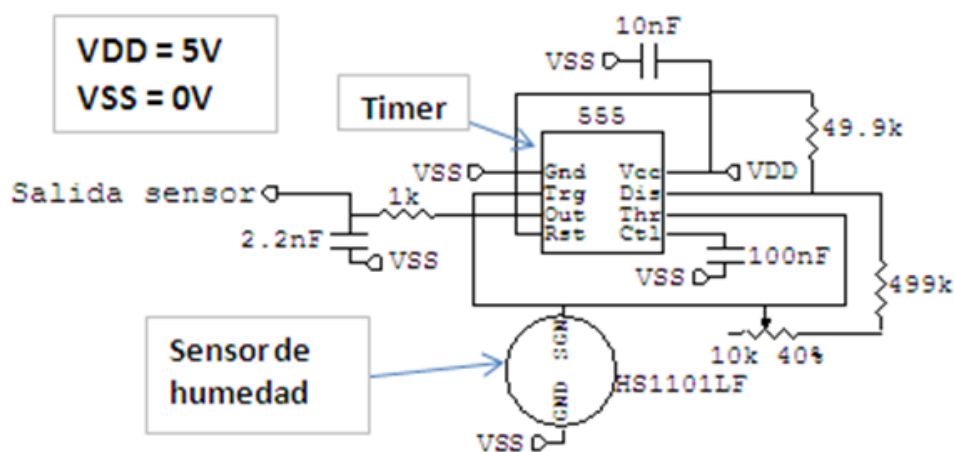 VDD = 5V
VSS = 0V
10nF
VSS
Timer
555
49.9k
VSS
Gnd
Vcc
VDD
Salida sensor
1k
Trg
Dis
Out
Thr
Rst
Ctl
2.2nF
VSS
100nF
VSS
499k
Sensor de
humedad
SGN
10k 40%
HS1101LF
GND
VSS